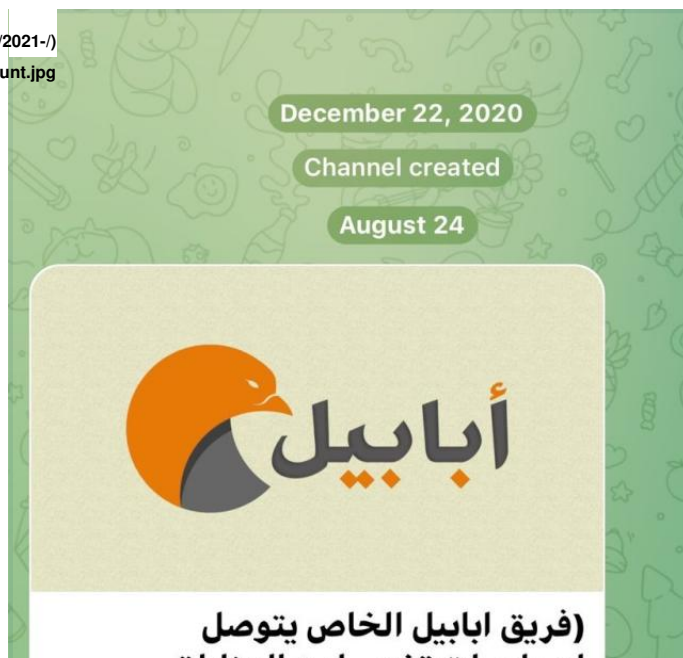 2021-/)
unt.jpg
December 22, 2020
Channel created
August 24
أبابيل
(فريق ابابيل الخاص يتوصل